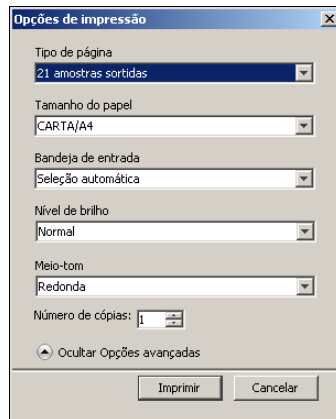 Opções de impressão
Tipo de página
21 amostras sortidas
Tamanho do papel
CARTA/A4
Bandeja de entrada
Seleção automática
Nível de brilho
Normal
Meio-tom
Redonda
Número de cópias: 1
Ocultar Opções avançadas
Imprimir Cancelar